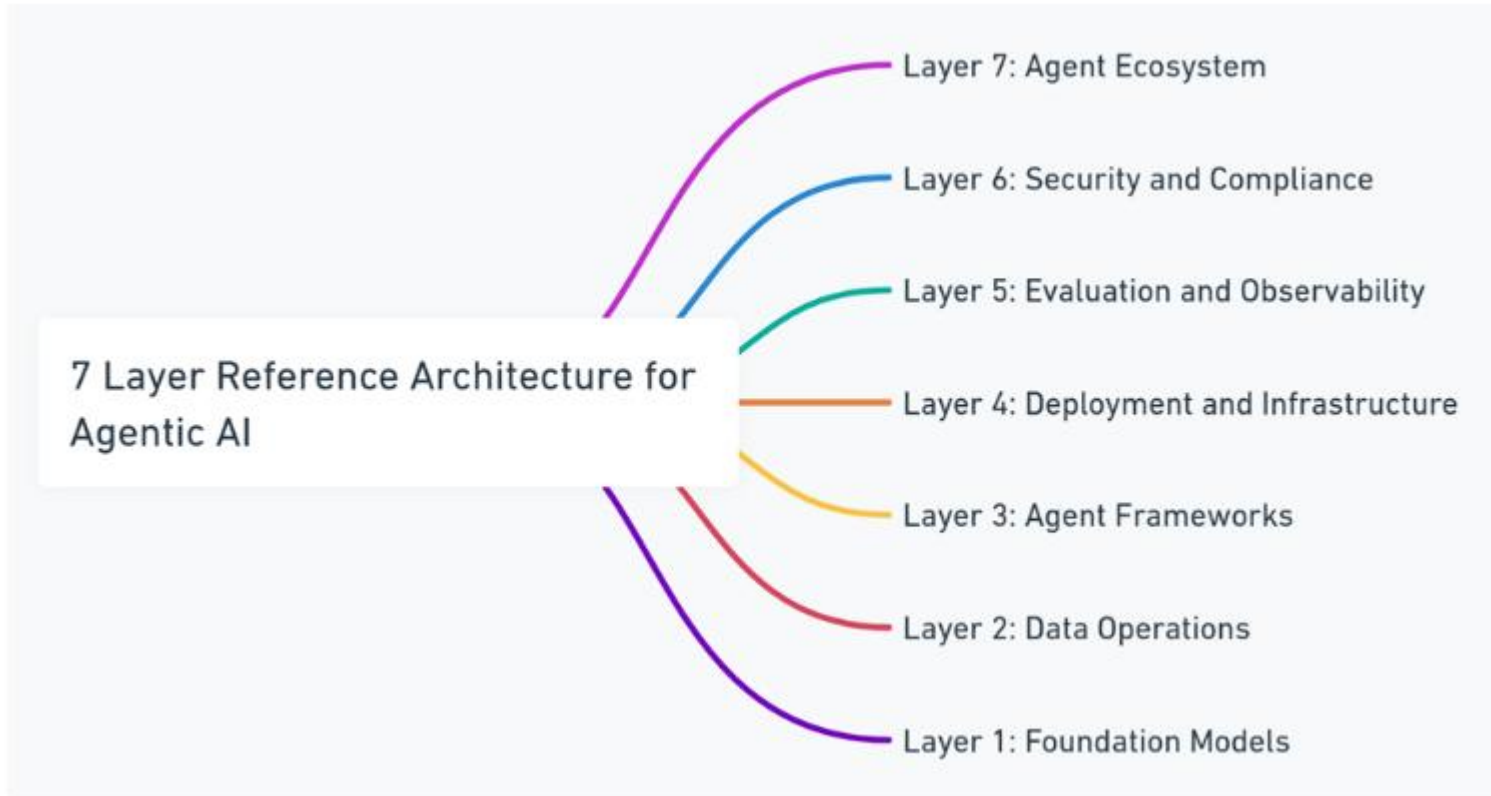 7 Layer Reference Architecture for
Agentic AI
Layer 7: Agent Ecosystem
Layer 6: Security and Compliance
Layer 5: Evaluation and Observability
Layer 4: Deployment and Infrastructure
Layer 3: Agent Frameworks
Layer 2: Data Operations
Layer 1: Foundation Models